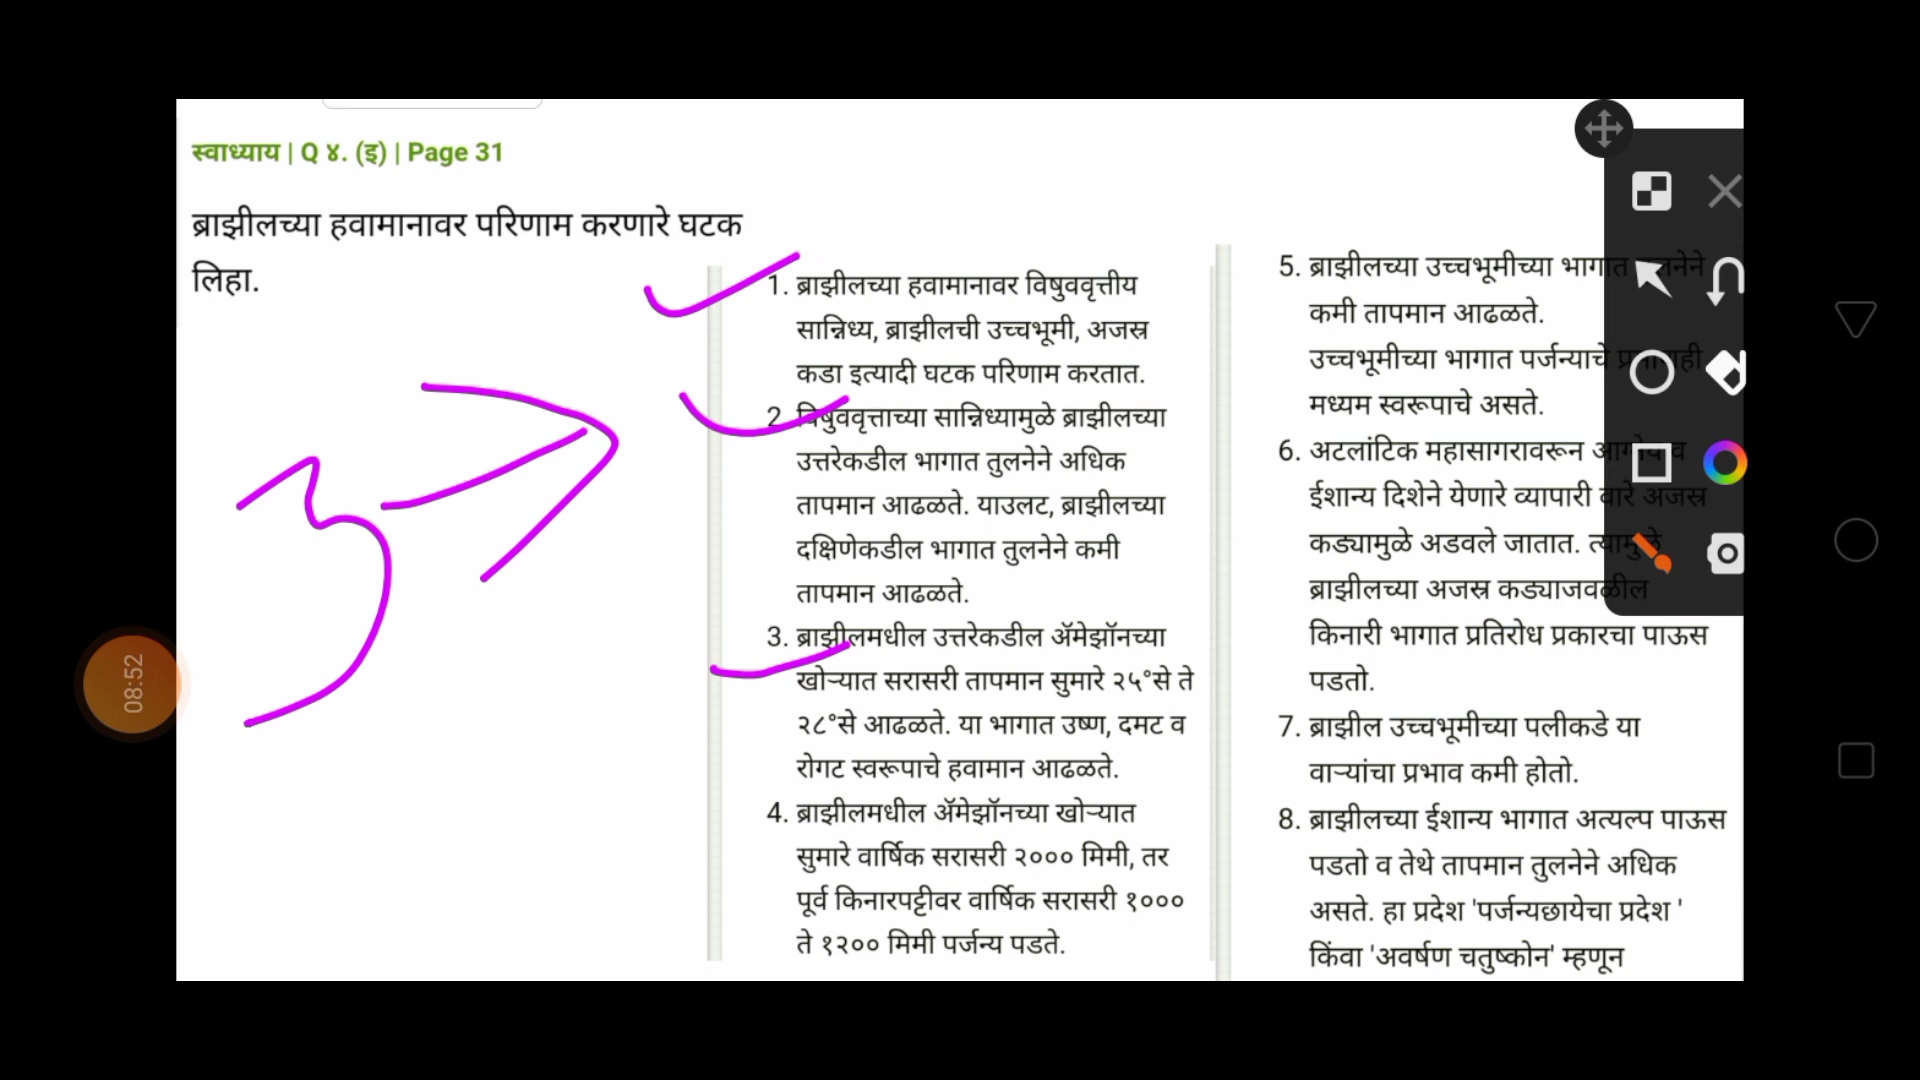 स्वाध्याय | Q ४. (इ) | Page 31
ब्राझीलच्या हवामानावर परिणाम करणारे घटक
लिहा.
3
1. ब्राझीलच्या हवामानावर विषुववृत्तीय
सान्निध्य, ब्राझीलची उच्चभूमी, अजस्र
कडा इत्यादी घटक परिणाम करतात.
2. विषुववृत्ताच्या सान्निध्यामुळे ब्राझीलच्या
उत्तरेकडील भागात तुलनेने अधिक
तापमान आढळते. याउलट, ब्राझीलच्या
दक्षिणेकडील भागात तुलनेने कमी
तापमान आढळते.
3. ब्राझीलमधील उत्तरेकडील ॲमेझॉनच्या
खोऱ्यात सरासरी तापमान सुमारे २५°से ते
२८°से आढळते. या भागात उष्ण, दमट व
रोगट स्वरूपाचे हवामान आढळते.
4. ब्राझीलमधील ॲमेझॉनच्या खोऱ्यात
सुमारे वार्षिक सरासरी २००० मिमी, तर
पूर्व किनारपट्टीवर वार्षिक सरासरी १०००
ते १२०० मिमी पर्जन्य पडते.
5. ब्राझीलच्या उच्चभूमीच्या भागात तुलनेने
कमी तापमान आढळते.
उच्चभूमीच्या भागात पर्जन्याचे प्रमाणही
मध्यम स्वरूपाचे असते.
6. अटलांटिक महासागरावरून आग्नेय व
ईशान्य दिशेने येणारे व्यापारी वारे अजस्र
कड्यामुळे अडवले जातात. त्यामुळे
ब्राझीलच्या अजस्र कड्याजवळील
किनारी भागात प्रतिरोध प्रकारचा पाऊस
पडतो.
7. ब्राझील उच्चभूमीच्या पलीकडे या
वाऱ्यांचा प्रभाव कमी होतो.
8. ब्राझीलच्या ईशान्य भागात अत्यल्प पाऊस
पडतो व तेथे तापमान तुलनेने अधिक
असते. हा प्रदेश 'पर्जन्यछायेचा प्रदेश '
किंवा 'अवर्षण चतुष्कोन' म्हणून
08:52